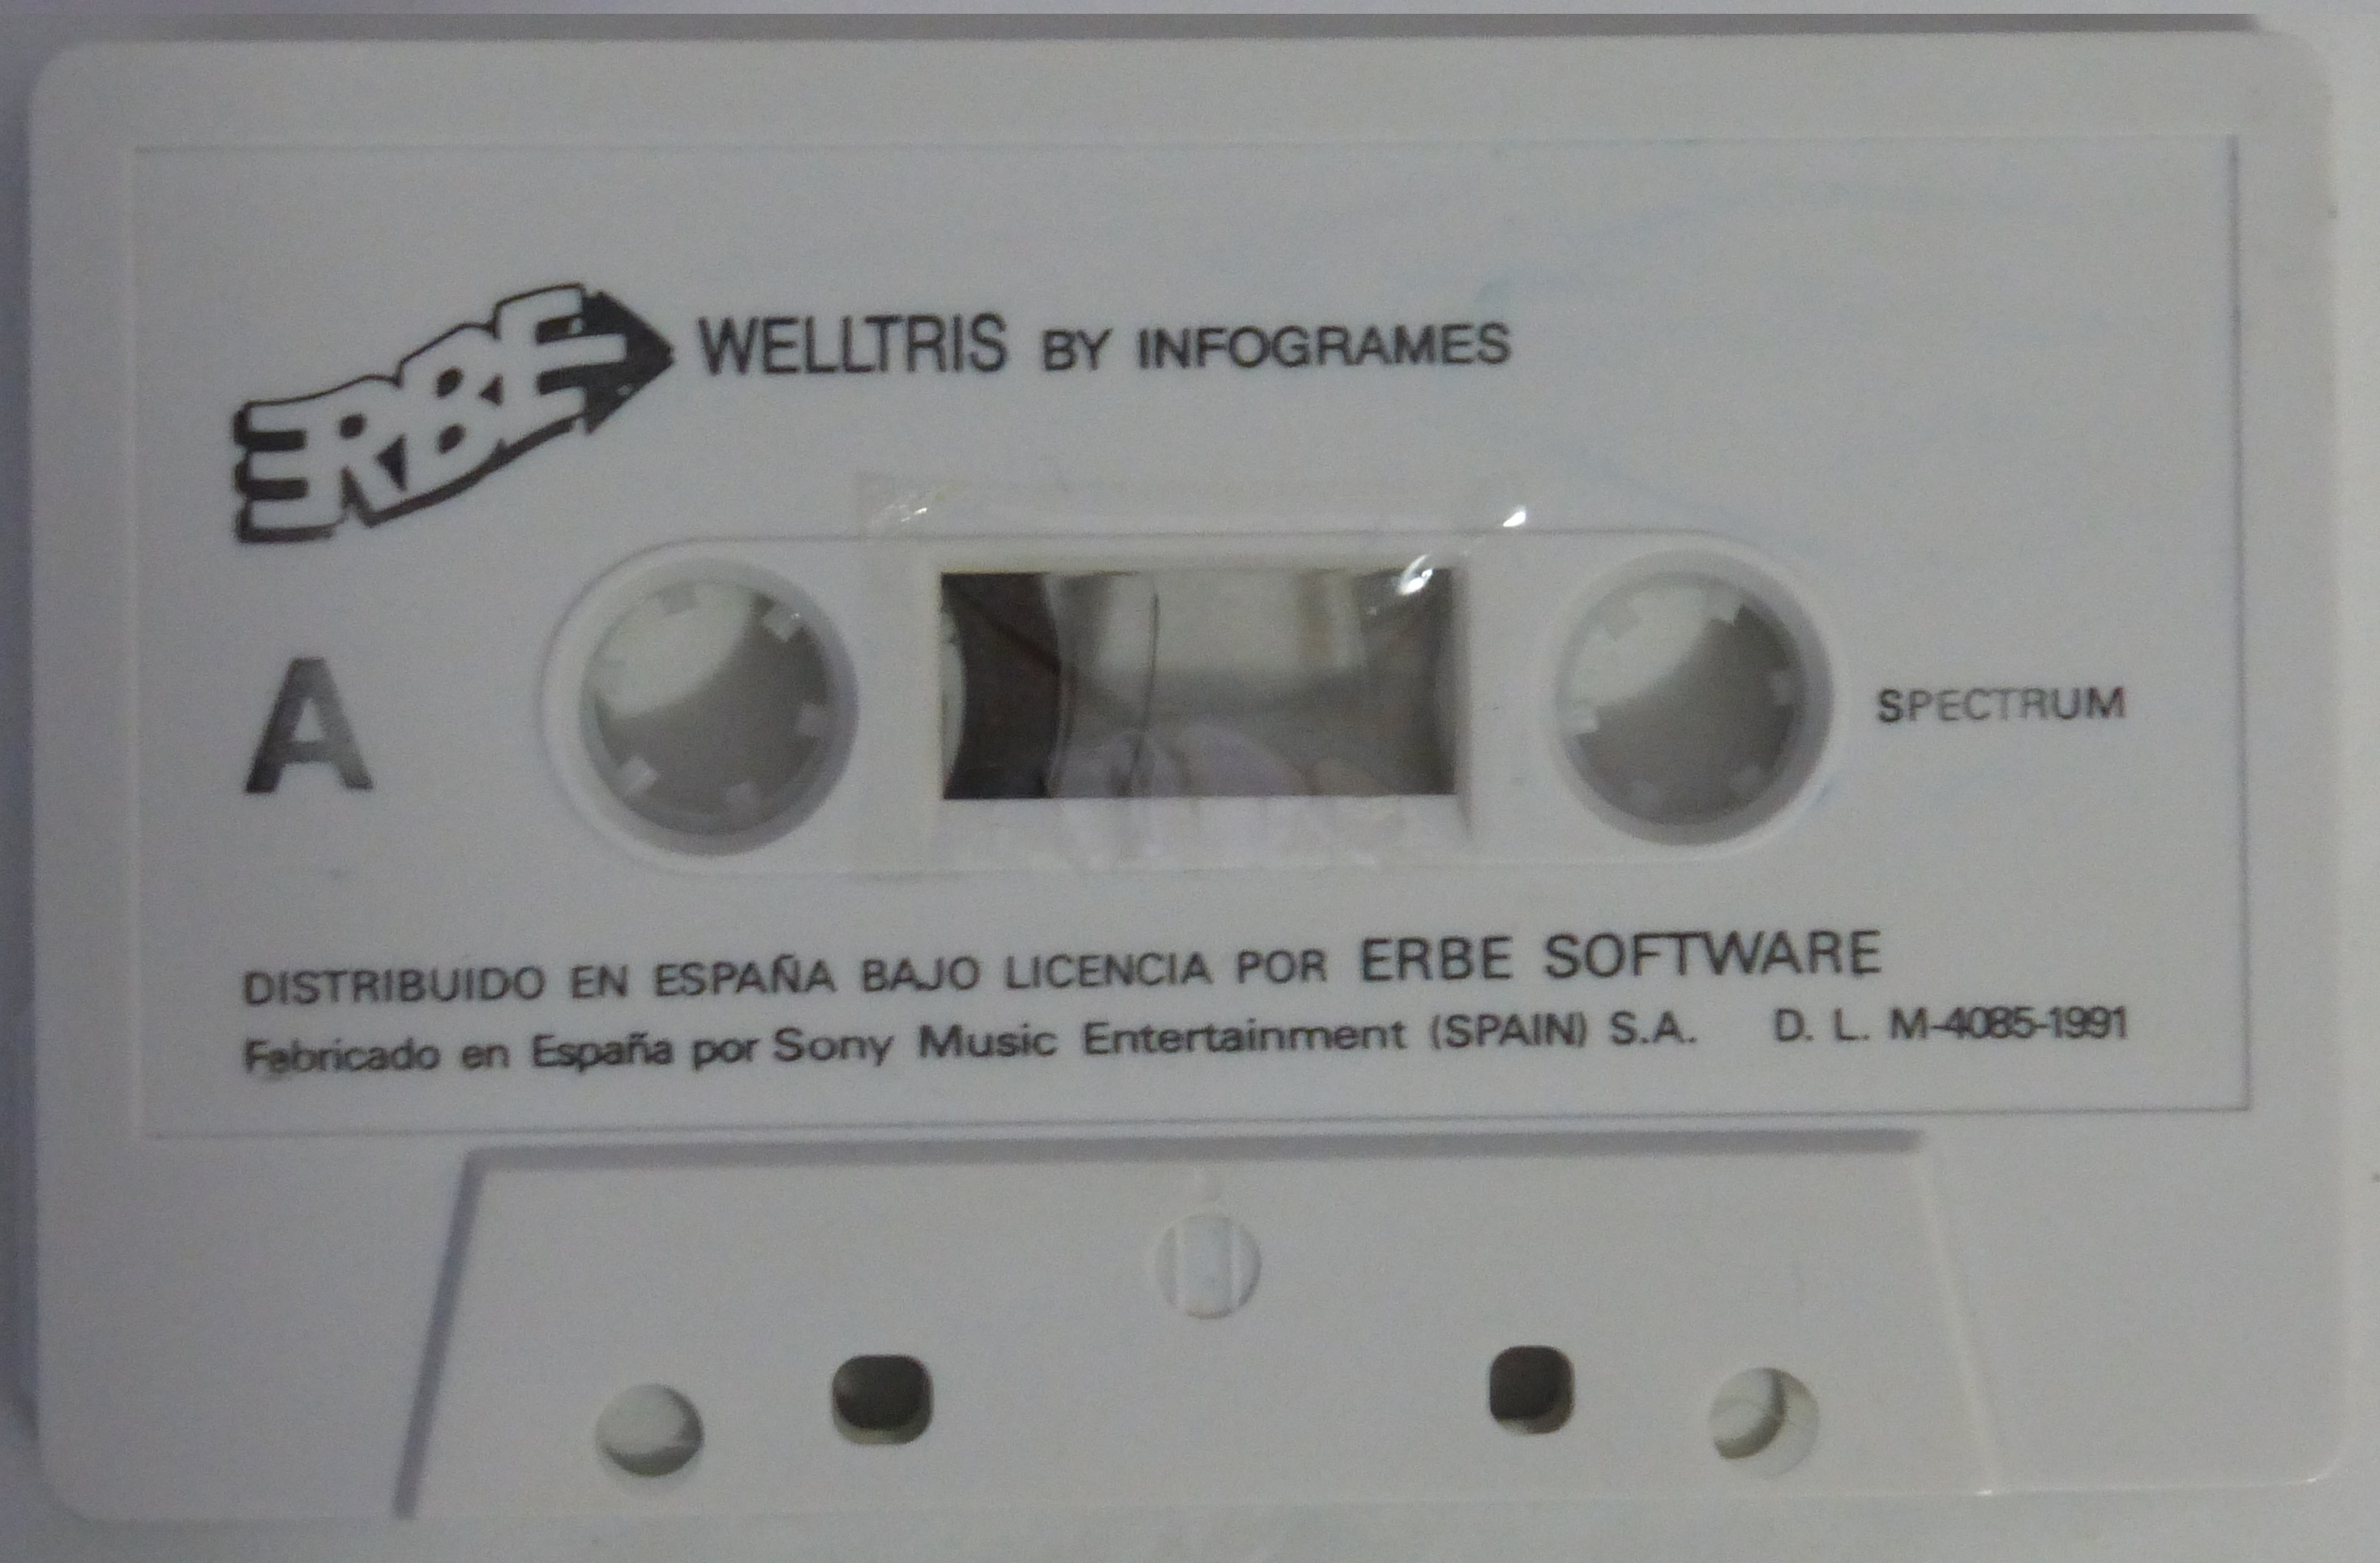 ERBE
WELLTRIS BY INFOGRAMES
A
SPECTRUM
DISTRIBUIDO EN ESPAÑA BAJO LICENCIA POR ERBE SOFTWARE
Fabricado en España por Sony Music Entertainment (SPAIN) S.A. D. L. M-4085-1991